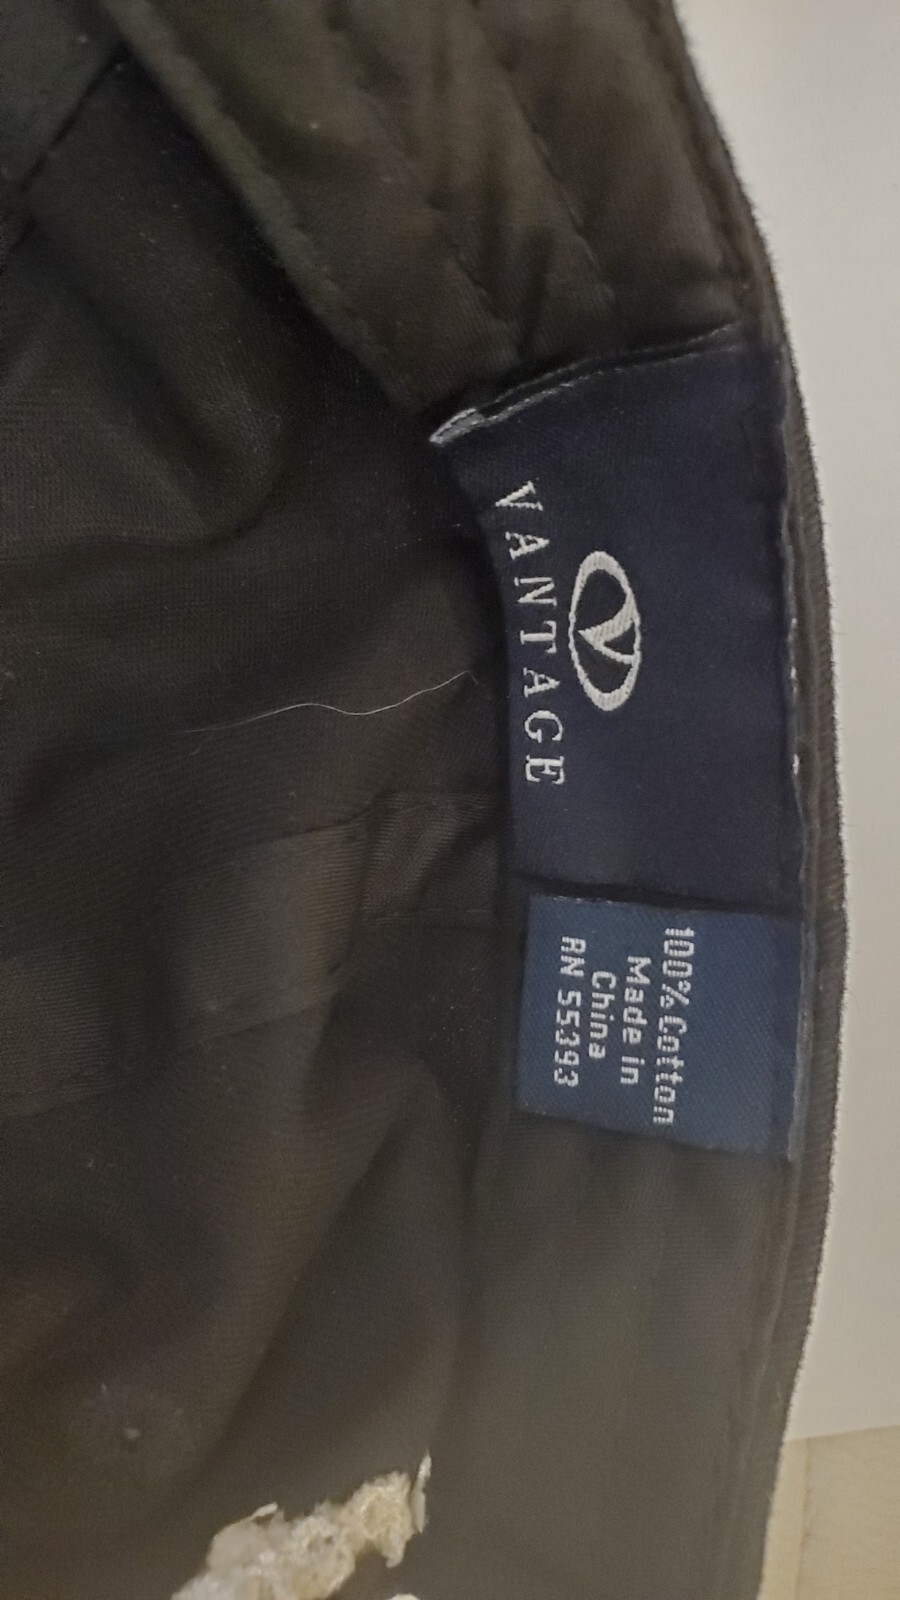 VANTAGE
100% Cotton
Made in
China
RN 55393